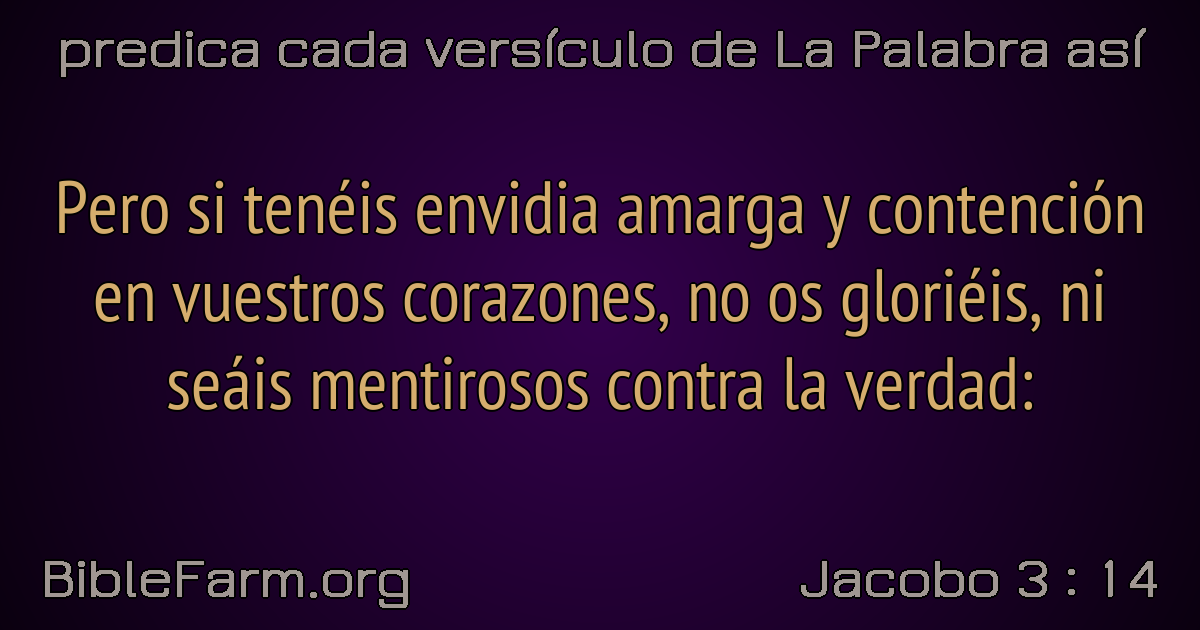 predica cada versículo de La Palabra así
Pero si tenéis envidia amarga y contención
en vuestros corazones, no os gloriéis, ni
seáis mentirosos contra la verdad:
BibleFarm.org
Jacobo 3 : 14